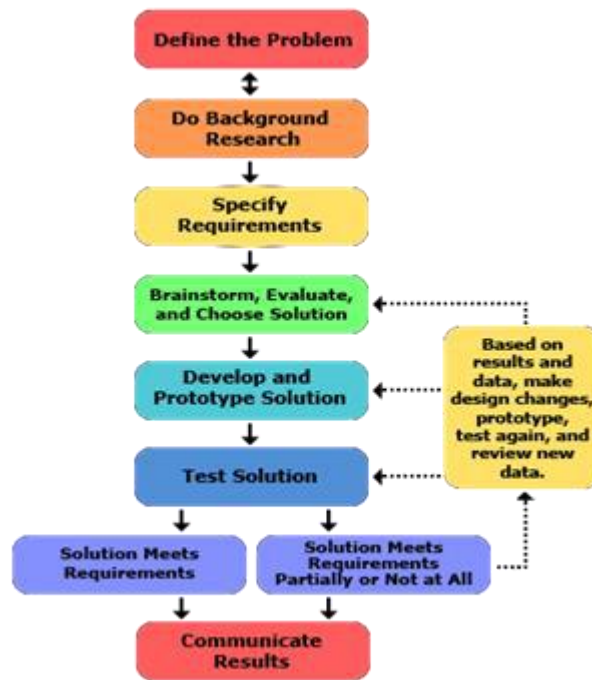 Define the Problem
Do Background
Research
Specify
Requirements
Brainstorm, Evaluate,
and Choose Solution
Develop and
Prototype Solution
Based on
results and
data, make
design changes,
prototype,
test again, and
review new
data.
Test Solution
Solution Meets
Requirements
Solution Meets
Requirements
Partially or Not at All
Communicate
Results